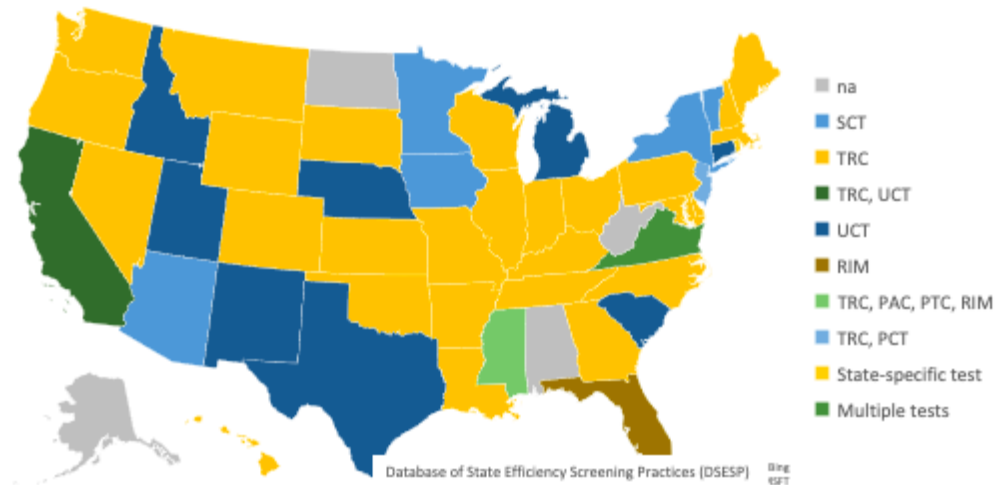 na
SCT
TRC
TRC, UCT
UCT
RIM
TRC, PAC, PTC, RIM
TRC, PCT
State-specific test
Multiple tests
Database of State Efficiency Screening Practices (DSESP)
Bing